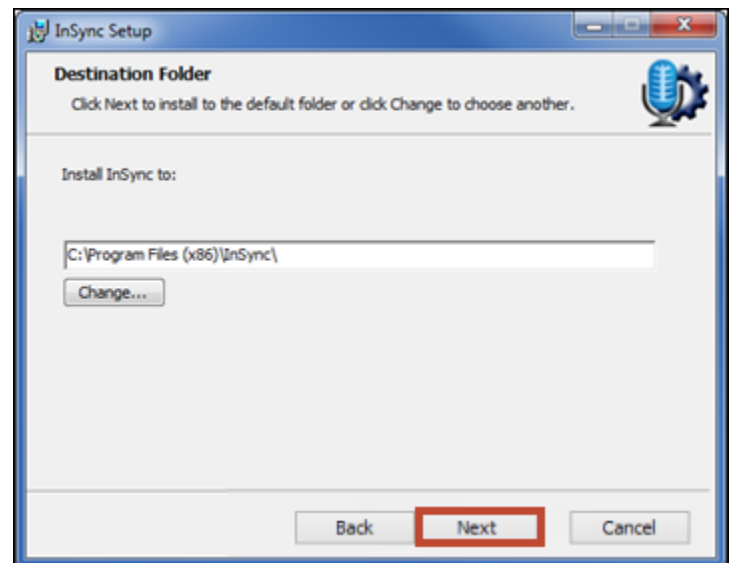 InSync Setup
Destination Folder
Click Next to install to the default folder or click Change to choose another.
Install InSync to:
C:\Program Files (x86)\InSync\
Change...
Back Next Cancel